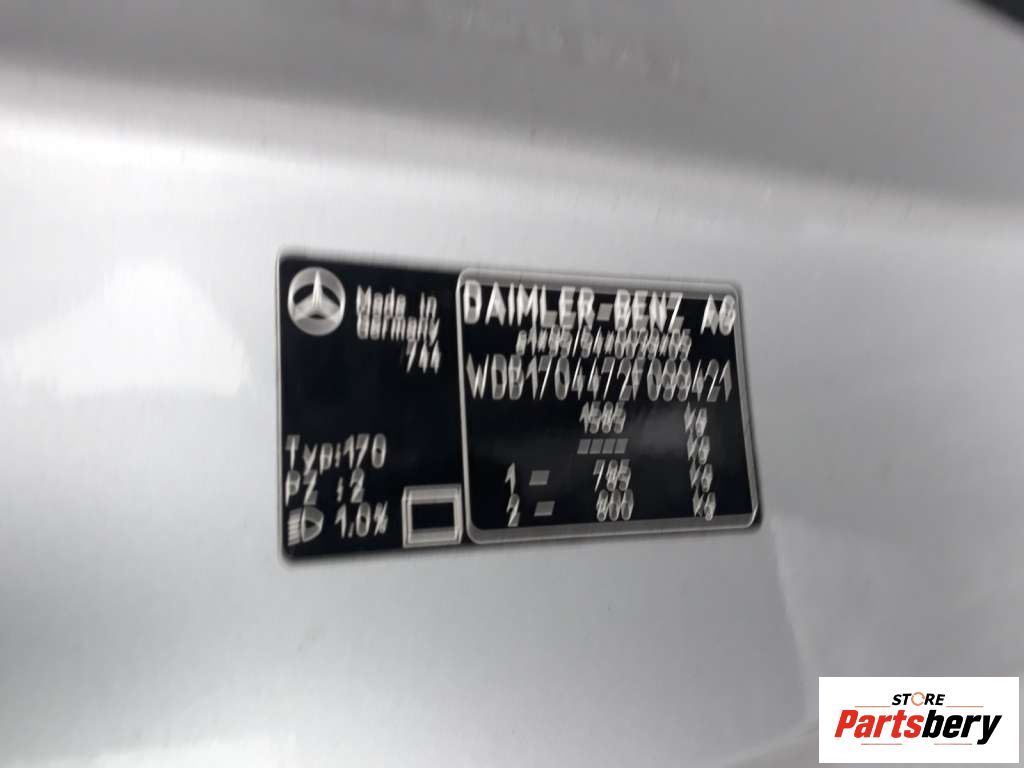 Made in
Germany
744
Typ:170
PZ :2
1.0%
DAIMLER-BENZ AG
WDB1704472F099421
1585 kg
---- kg
1 - 785 kg
2 - 800 kg
STORE
Partsbery